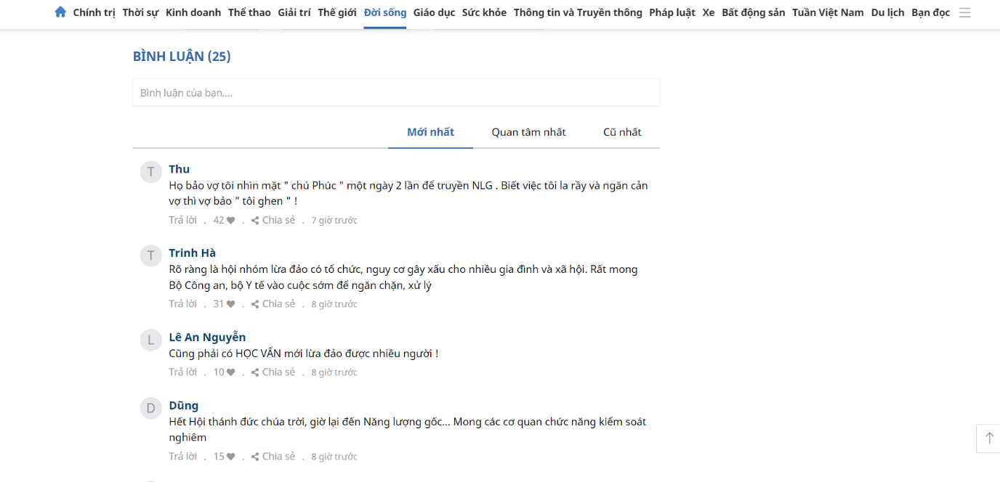 Chính trị Thời sự Kinh doanh Thể thao Giải trí Thế giới Đời sống Giáo dục Sức khỏe Thông tin và Truyền thông Pháp luật Xe Bất động sản Tuần Việt Nam Du lịch Bạn đọc
BÌNH LUẬN (25)
Bình luận của bạn....
Mới nhất Quan tâm nhất Cũ nhất
T Thu
Họ bảo vợ tôi nhìn mặt " chú Phúc " một ngày 2 lần để truyền NLG . Biết việc tôi la rầy và ngăn cản
vợ thì vợ bảo " tôi ghen " !
Trả lời . 42 . Chia sẻ . 7 giờ trước
T Trinh Hà
Rõ ràng là hội nhóm lừa đảo có tổ chức, nguy cơ gây xấu cho nhiều gia đình và xã hội. Rất mong
Bộ Công an, bộ Y tế vào cuộc sớm để ngăn chặn, xử lý
Trả lời . 31 . Chia sẻ . 8 giờ trước
L Lê An Nguyễn
Cũng phải có HỌC VẤN mới lừa đảo được nhiều người !
Trả lời . 10 . Chia sẻ . 8 giờ trước
D Dũng
Hết Hội thánh đức chúa trời, giờ lại đến Năng lượng gốc... Mong các cơ quan chức năng kiểm soát
nghiêm
Trả lời . 15 . Chia sẻ . 8 giờ trước